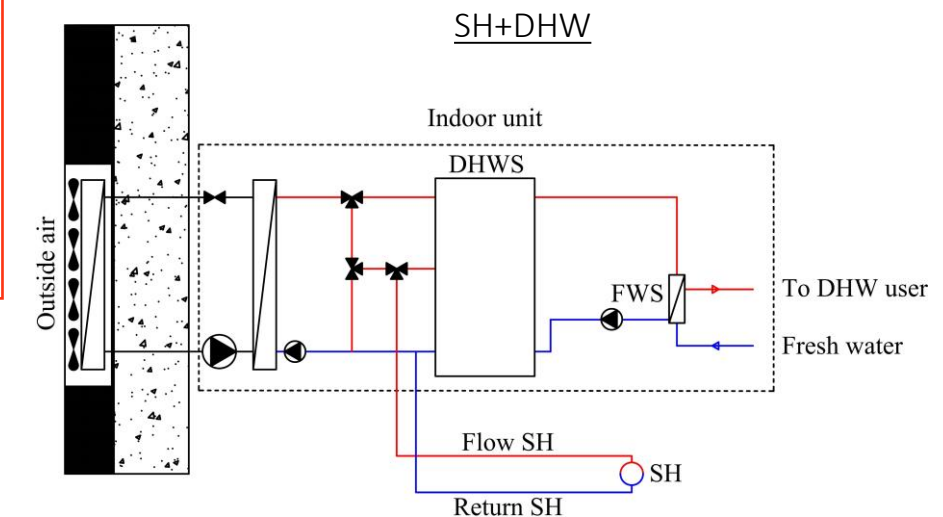 SH+DHW
Indoor unit
DHWS
Outside air
FWS
To DHW user
Fresh water
Flow SH
SH
Return SH